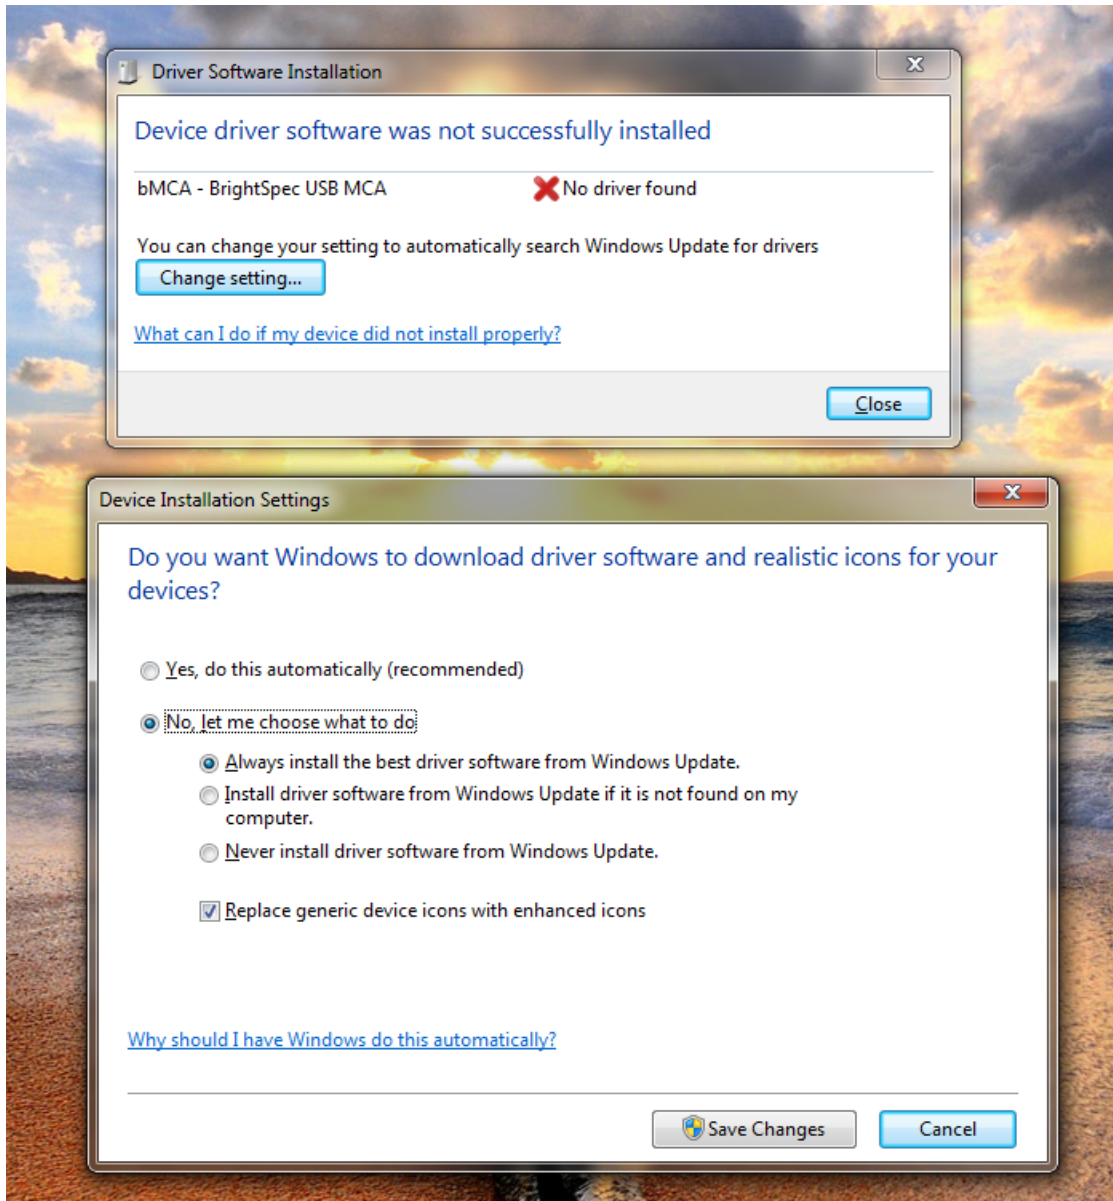 Driver Software Installation
Device driver software was not successfully installed
bMCA - BrightSpec USB MCA No driver found
You can change your setting to automatically search Windows Update for drivers
Change setting...
What can I do if my device did not install properly?
Close
Device Installation Settings
Do you want Windows to download driver software and realistic icons for your
devices?
Yes, do this automatically (recommended)
No, let me choose what to do
Always install the best driver software from Windows Update.
Install driver software from Windows Update if it is not found on my
computer.
Never install driver software from Windows Update.
Replace generic device icons with enhanced icons
Why should I have Windows do this automatically?
Save Changes Cancel